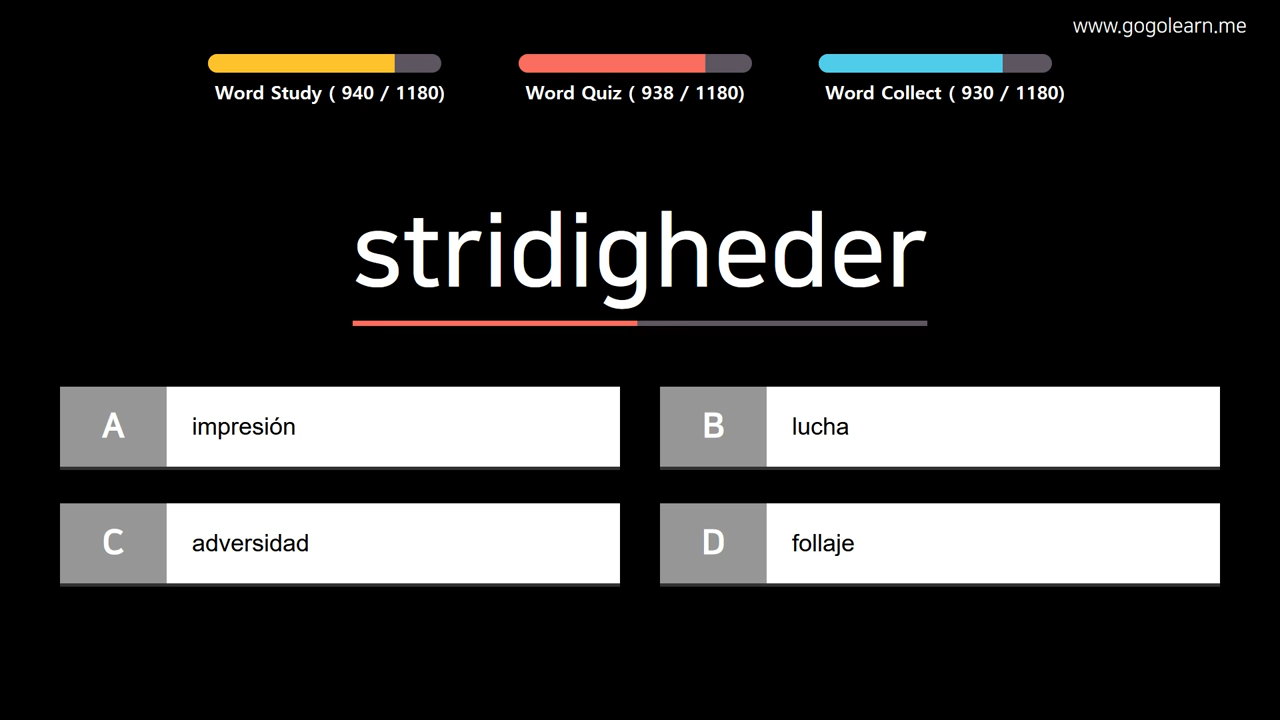 www.gogolearn.me
Word Study ( 940 / 1180)
Word Quiz ( 938 / 1180)
Word Collect ( 930 / 1180)
stridigheder
A impresión
B lucha
C adversidad
D follaje